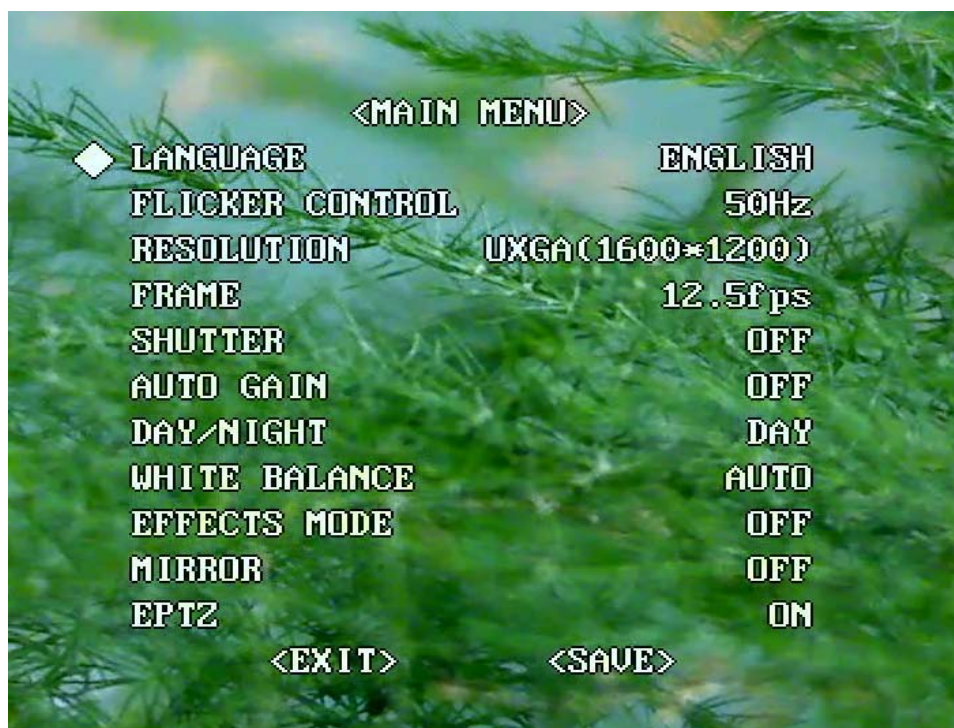 <MAIN MENU>
LANGUAGE ENGLISH
FLICKER CONTROL 50Hz
RESOLUTION UXGA(1600*1200)
FRAME 12.5fps
SHUTTER OFF
AUTO GAIN OFF
DAY/NIGHT DAY
WHITE BALANCE AUTO
EFFECTS MODE OFF
MIRROR OFF
EPTZ ON
<EXIT> <SAVE>